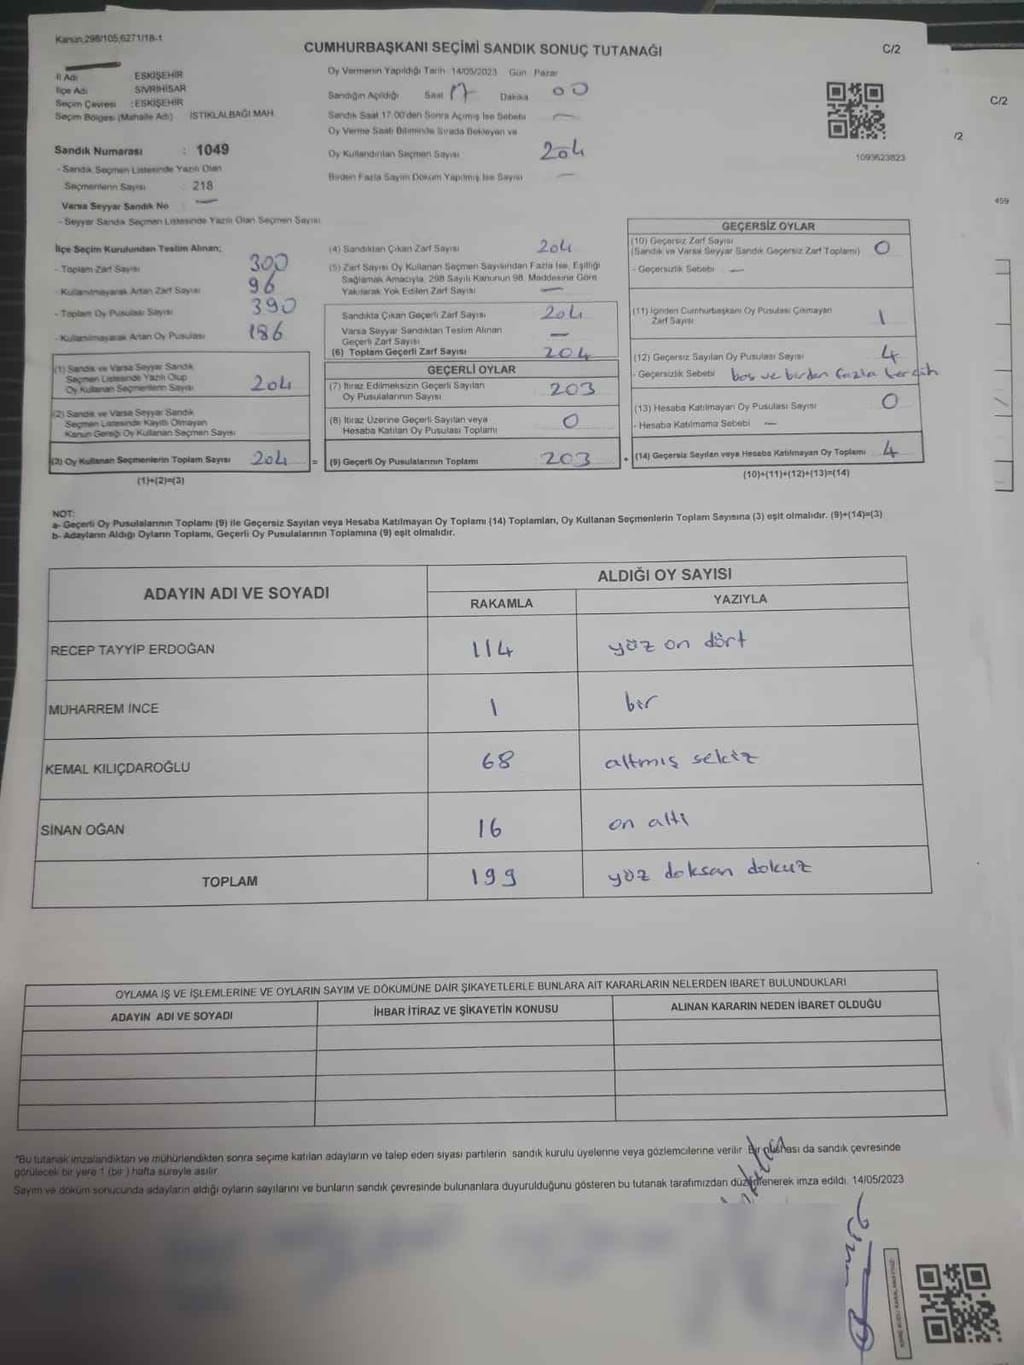 Kanun:298/105,6271/18-1
CUMHURBAŞKANI SEÇİMİ SANDIK SONUÇ TUTANAĞI
C/2
İl Adı : ESKİŞEHİR
İlçe Adı SİVRİHİSAR
Seçim Çevresi : ESKİŞEHİR
Seçim Bölgesi (Mahalle Adı) İSTİKLALBAĞI MAH.
Sandık Numarası : 1049
- Sandık Seçmen Listesinde Yazılı Olan
Seçmenlerin Sayısı : 218
Varsa Seyyar Sandık No —
- Seyyar Sandık Seçmen Listesinde Yazılı Olan Seçmen Sayısı
Oy Vermenin Yapıldığı Tarih 14/05/2023 Gün Pazar
Sandığın Açıldığı Saat 17 Dakika 00
Sandık Saat 17.00'den Sonra Açılmış İse Sebebi —
Oy Verme Saati Bitiminde Sırada Bekleyen ve
Oy Kullandırılan Seçmen Sayısı 204
Birden Fazla Sayım Döküm Yapılmış İse Sayısı —
1093623823
C/2
/2
459
İlçe Seçim Kurulundan Teslim Alınan;
- Toplam Zarf Sayısı 300
- Kullanılmayarak Artan Zarf Sayısı 96
- Toplam Oy Pusulası Sayısı 390
- Kullanılmayarak Artan Oy Pusulası 186
(1) Sandık ve Varsa Seyyar Sandık
Seçmen Listesinde Yazılı Olup
Oy Kullanan Seçmenlerin Sayısı 204
(2) Sandık ve Varsa Seyyar Sandık
Seçmen Listesinde Kayıtlı Olmayan
Kanun Gereği Oy Kullanan Seçmen Sayısı
(3) Oy Kullanan Seçmenlerin Toplam Sayısı 204 =
(1)+(2)=(3)
(4) Sandıktan Çıkan Zarf Sayısı 204
(5) Zarf Sayısı Oy Kullanan Seçmen Sayısından Fazla İse, Eşitliği
Sağlamak Amacıyla, 298 Sayılı Kanunun 98. Maddesine Göre
Yakılarak Yok Edilen Zarf Sayısı —
Sandıkta Çıkan Geçerli Zarf Sayısı 204
Varsa Seyyar Sandıktan Teslim Alınan
Geçerli Zarf Sayısı —
(6) Toplam Geçerli Zarf Sayısı 204
GEÇERLİ OYLAR
(7) İtiraz Edilmeksizin Geçerli Sayılan
Oy Pusulalarının Sayısı 203
(8) İtiraz Üzerine Geçerli Sayılan veya
Hesaba Katılan Oy Pusulası Toplamı 0
(9) Geçerli Oy Pusulalarının Toplamı 203 +
GEÇERSİZ OYLAR
(10) Geçersiz Zarf Sayısı
(Sandık ve Varsa Seyyar Sandık Geçersiz Zarf Toplamı) 0
- Geçersizlik Sebebi —
(11) İçinden Cumhurbaşkanı Oy Pusulası Çıkmayan
Zarf Sayısı 1
(12) Geçersiz Sayılan Oy Pusulası Sayısı 4
- Geçersizlik Sebebi boş ve birden fazla tercih
(13) Hesaba Katılmayan Oy Pusulası Sayısı 0
- Hesaba Katılmama Sebebi —
(14) Geçersiz Sayılan veya Hesaba Katılmayan Oy Toplamı 4
(10)+(11)+(12)+(13)=(14)
NOT:
a- Geçerli Oy Pusulalarının Toplamı (9) ile Geçersiz Sayılan veya Hesaba Katılmayan Oy Toplamı (14) Toplamları, Oy Kullanan Seçmenlerin Toplam Sayısına (3) eşit olmalıdır. (9)+(14)=(3)
b- Adayların Aldığı Oyların Toplamı, Geçerli Oy Pusulalarının Toplamına (9) eşit olmalıdır.
ADAYIN ADI VE SOYADI ALDIĞI OY SAYISI
RAKAMLA YAZIYLA
RECEP TAYYİP ERDOĞAN 114 yüz on dört
MUHARREM İNCE 1 bir
KEMAL KILIÇDAROĞLU 68 altmış sekiz
SİNAN OĞAN 16 on altı
TOPLAM 199 yüz doksan dokuz
OYLAMA İŞ VE İŞLEMLERİNE VE OYLARIN SAYIM VE DÖKÜMÜNE DAİR ŞİKAYETLERLE BUNLARA AİT KARARLARIN NELERDEN İBARET BULUNDUKLARI
ADAYIN ADI VE SOYADI İHBAR İTİRAZ VE ŞİKAYETİN KONUSU ALINAN KARARIN NEDEN İBARET OLDUĞU
"Bu tutanak imzalandıktan ve mühürlendikten sonra seçime katılan adayların ve talep eden siyasi partilerin sandık kurulu üyelerine veya gözlemcilerine verilir. Bir nüshası da sandık çevresinde
görülecek bir yere 1 (bir ) hafta süreyle asılır.
Sayım ve döküm sonucunda adayların aldığı oyların sayılarını ve bunların sandık çevresinde bulunanlara duyurulduğunu gösteren bu tutanak tarafımızdan düzenlenerek imza edildi. 14/05/2023